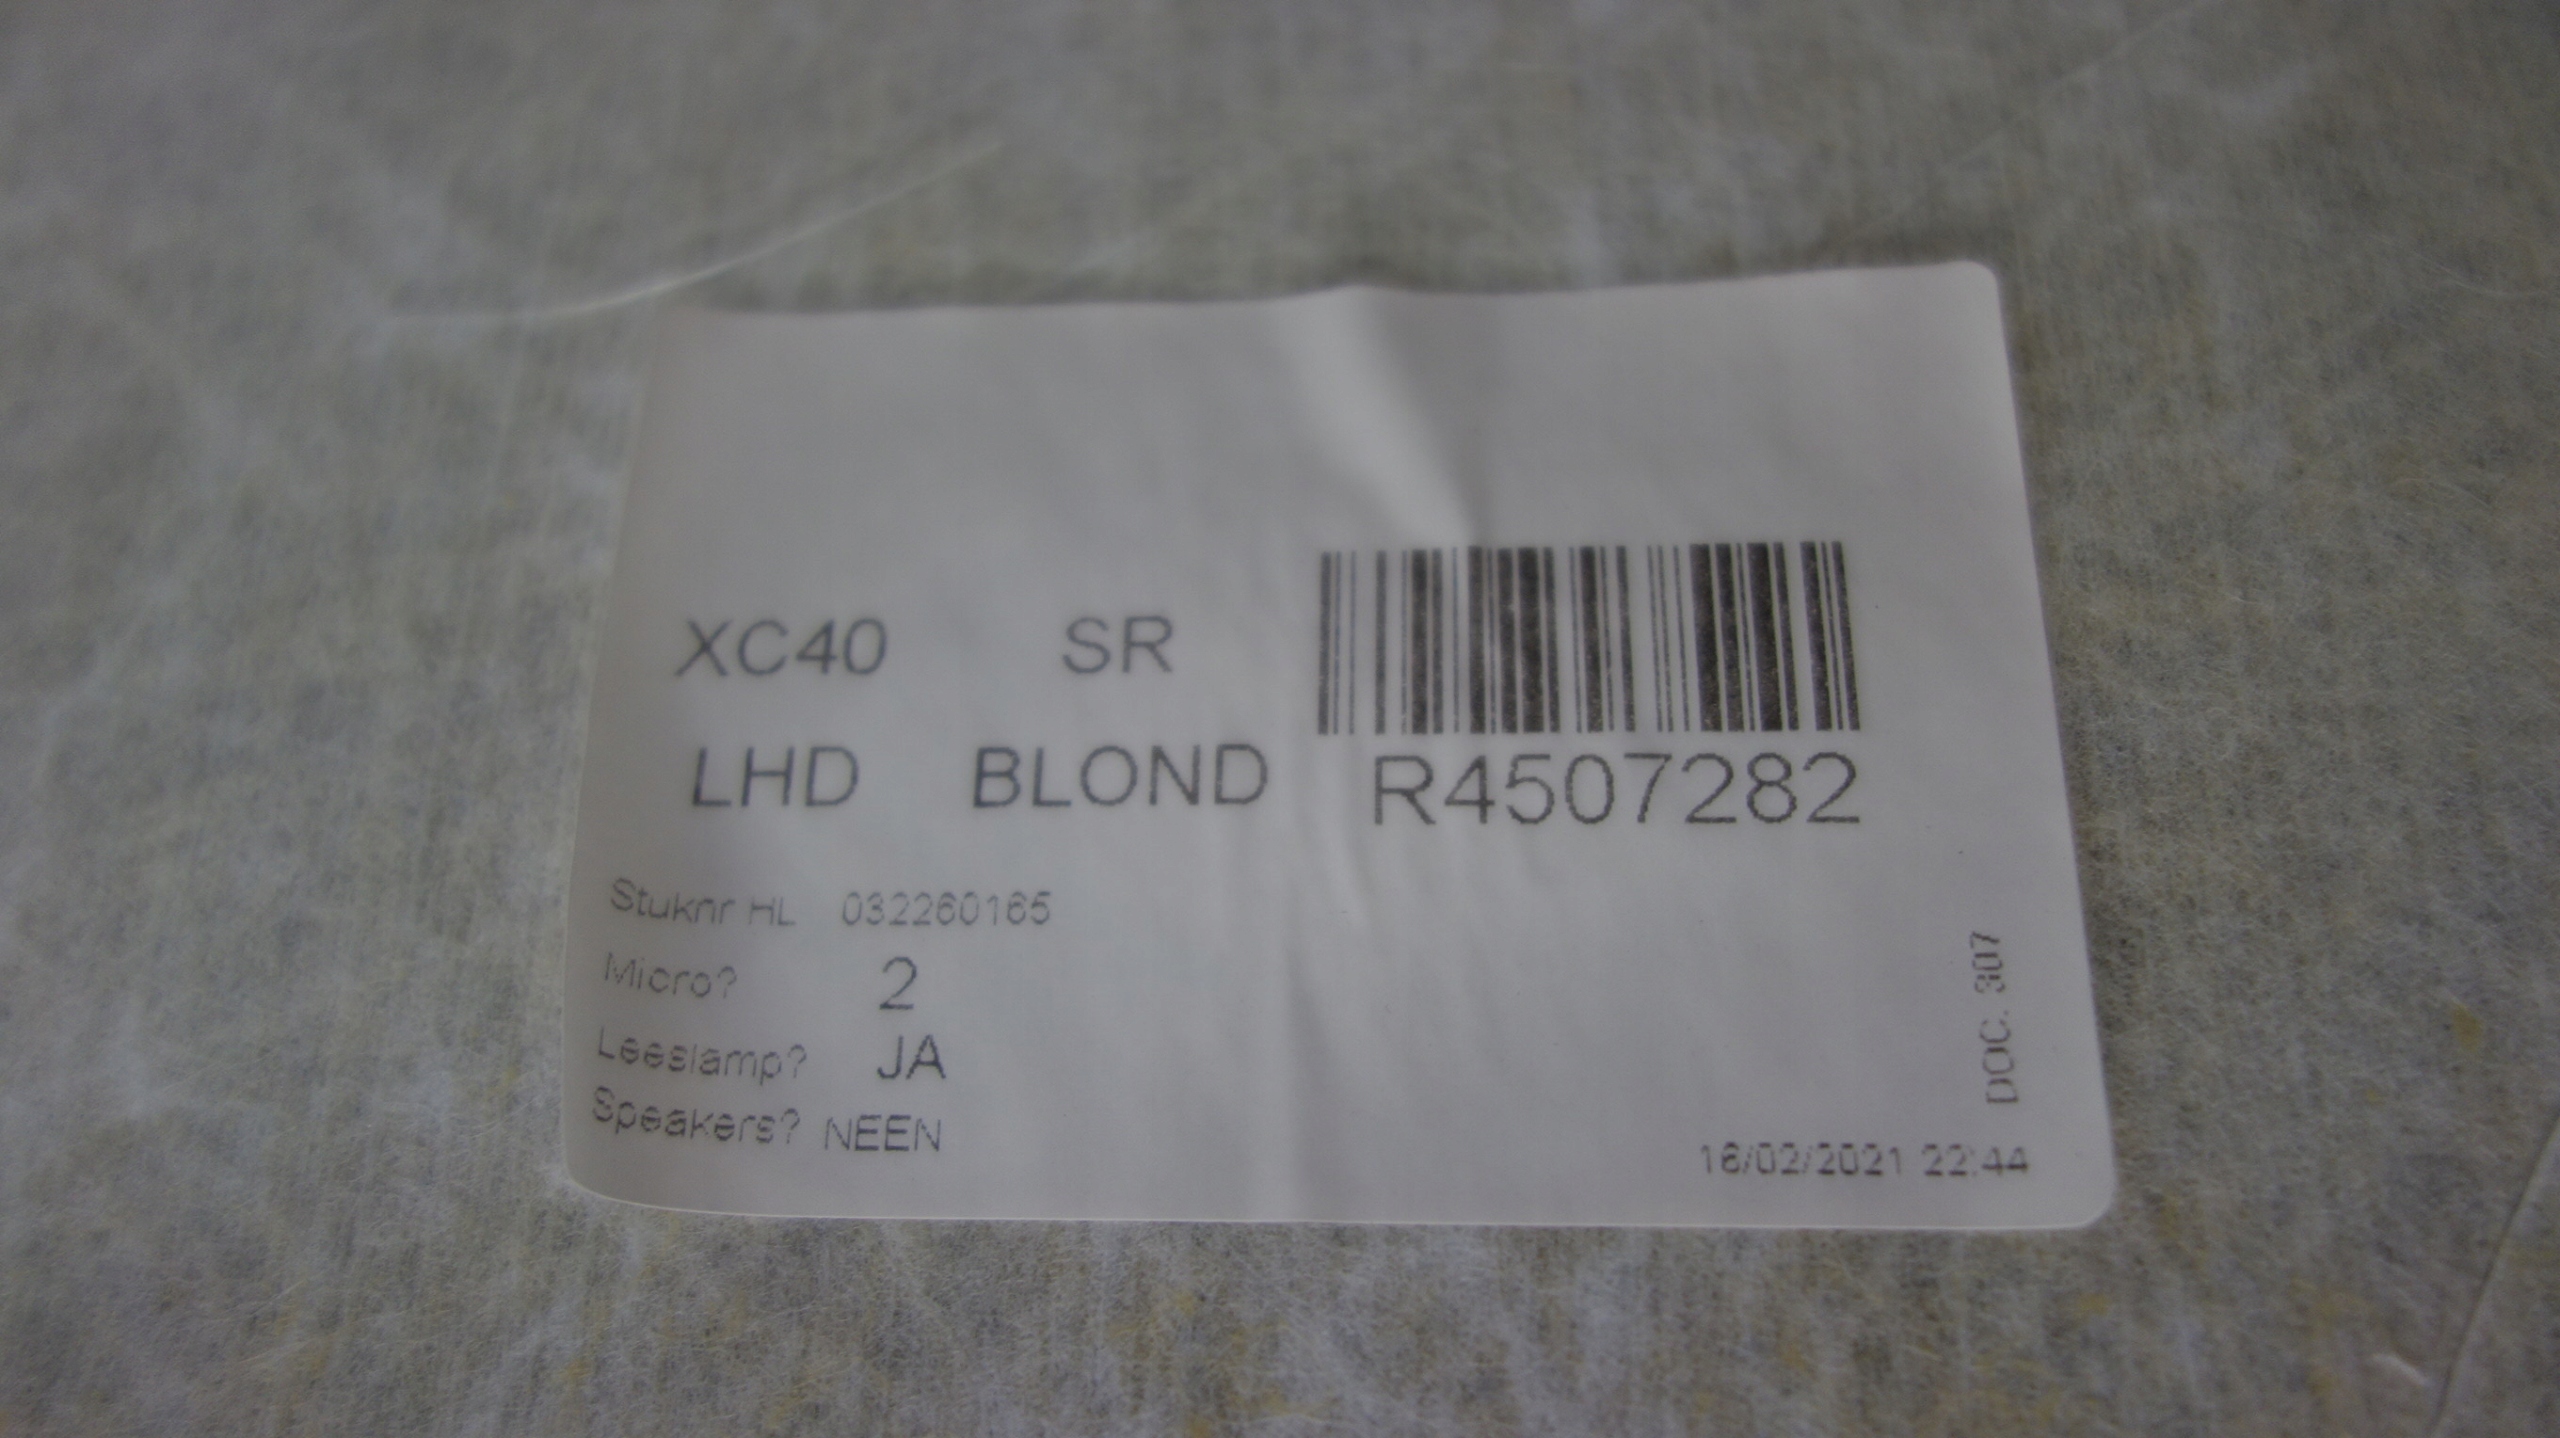 XC40 SR
LHD BLOND R4507282
Stuknr HL 032260165
Micro? 2
Leeslamp? JA
Speakers? NEEN
DOC. 307
16/02/2021 22:44